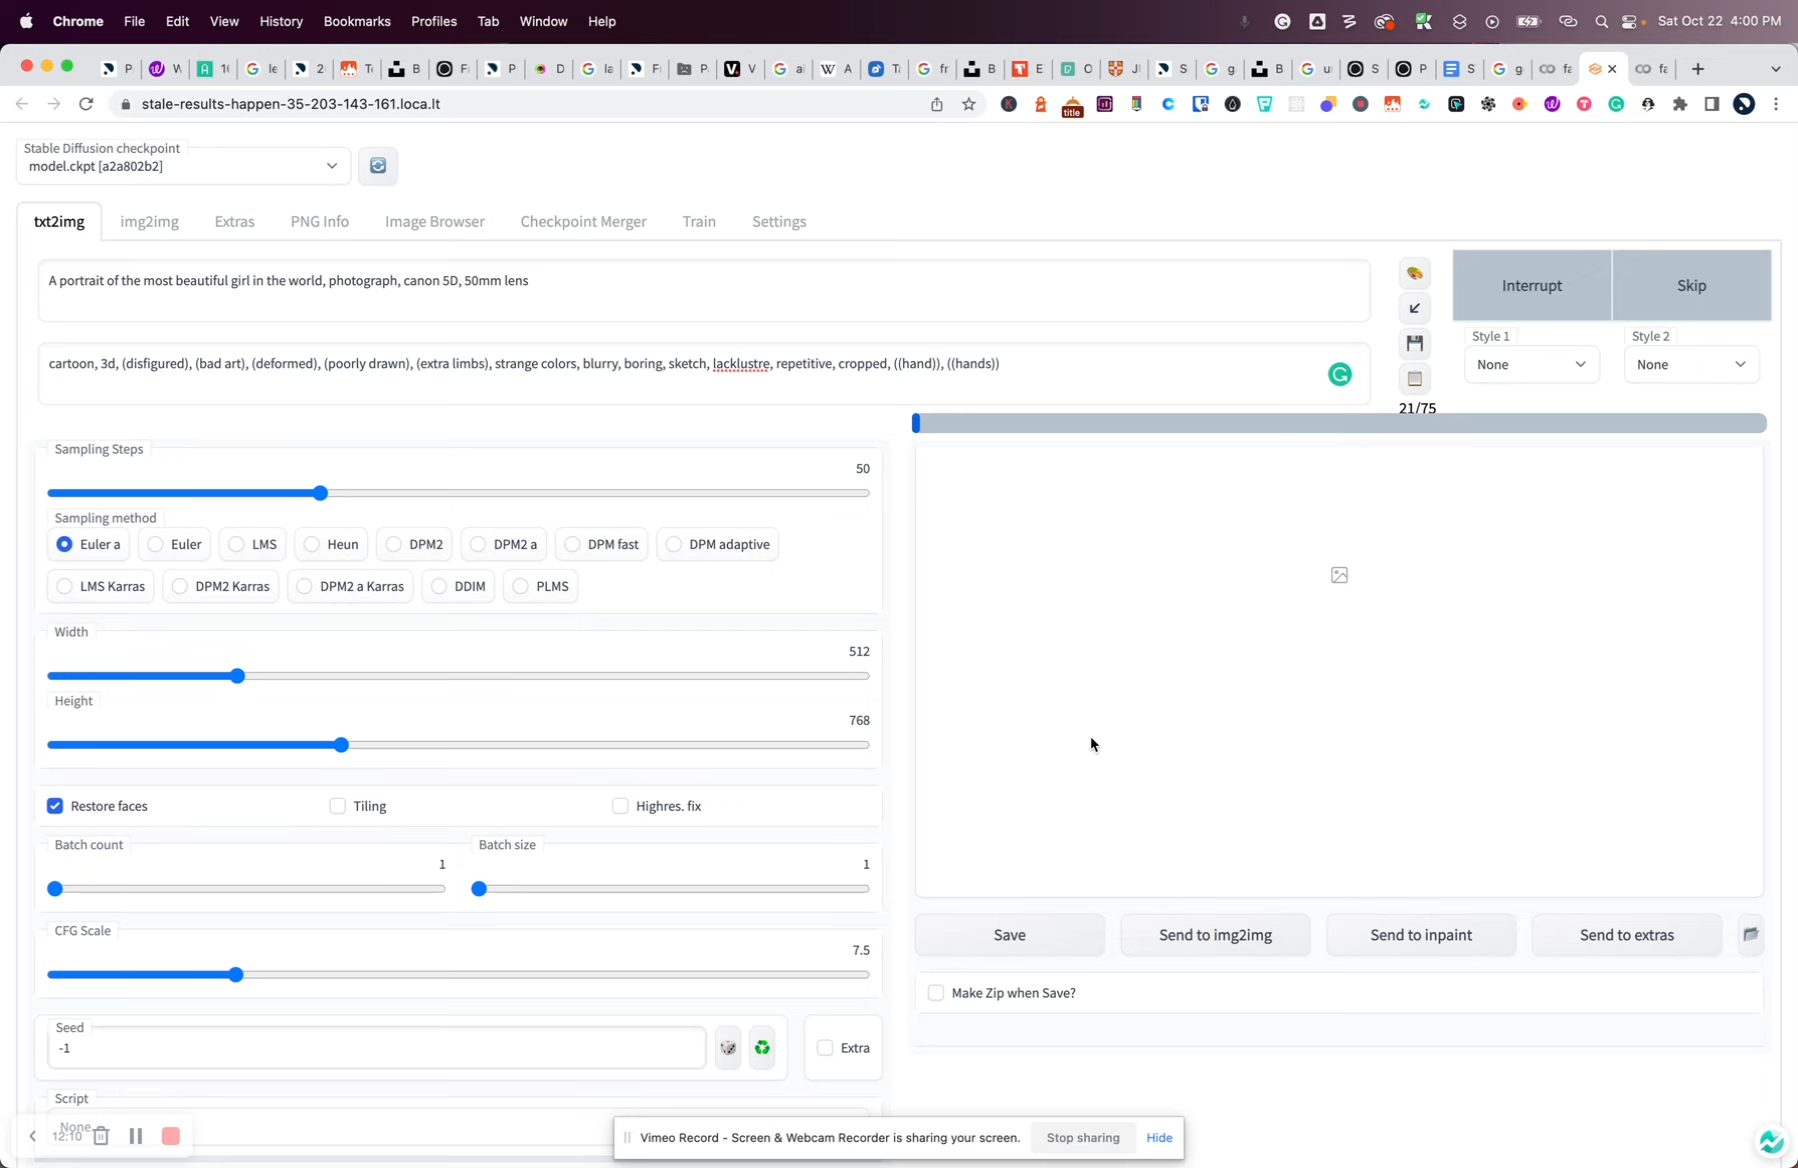 Chrome File Edit View History Bookmarks Profiles Tab Window Help Sat Oct 22 4:00 PM
stale-results-happen-35-203-143-161.loca.lt
title
Stable Diffusion checkpoint
model.ckpt [a2a802b2]
txt2img img2img Extras PNG Info Image Browser Checkpoint Merger Train Settings
A portrait of the most beautiful girl in the world, photograph, canon 5D, 50mm lens
Interrupt Skip
Style 1 Style 2
None None
cartoon, 3d, (disfigured), (bad art), (deformed), (poorly drawn), (extra limbs), strange colors, blurry, boring, sketch, lacklustre, repetitive, cropped, ((hand)), ((hands))
21/75
Sampling Steps
50
Sampling method
Euler a Euler LMS Heun DPM2 DPM2 a DPM fast DPM adaptive
LMS Karras DPM2 Karras DPM2 a Karras DDIM PLMS
Width
512
Height
768
Restore faces Tiling Highres. fix
Batch count Batch size
1 1
CFG Scale
7.5
Save Send to img2img Send to inpaint Send to extras
Make Zip when Save?
Seed
-1
Extra
Script
None
12:10
Vimeo Record - Screen & Webcam Recorder is sharing your screen. Stop sharing Hide